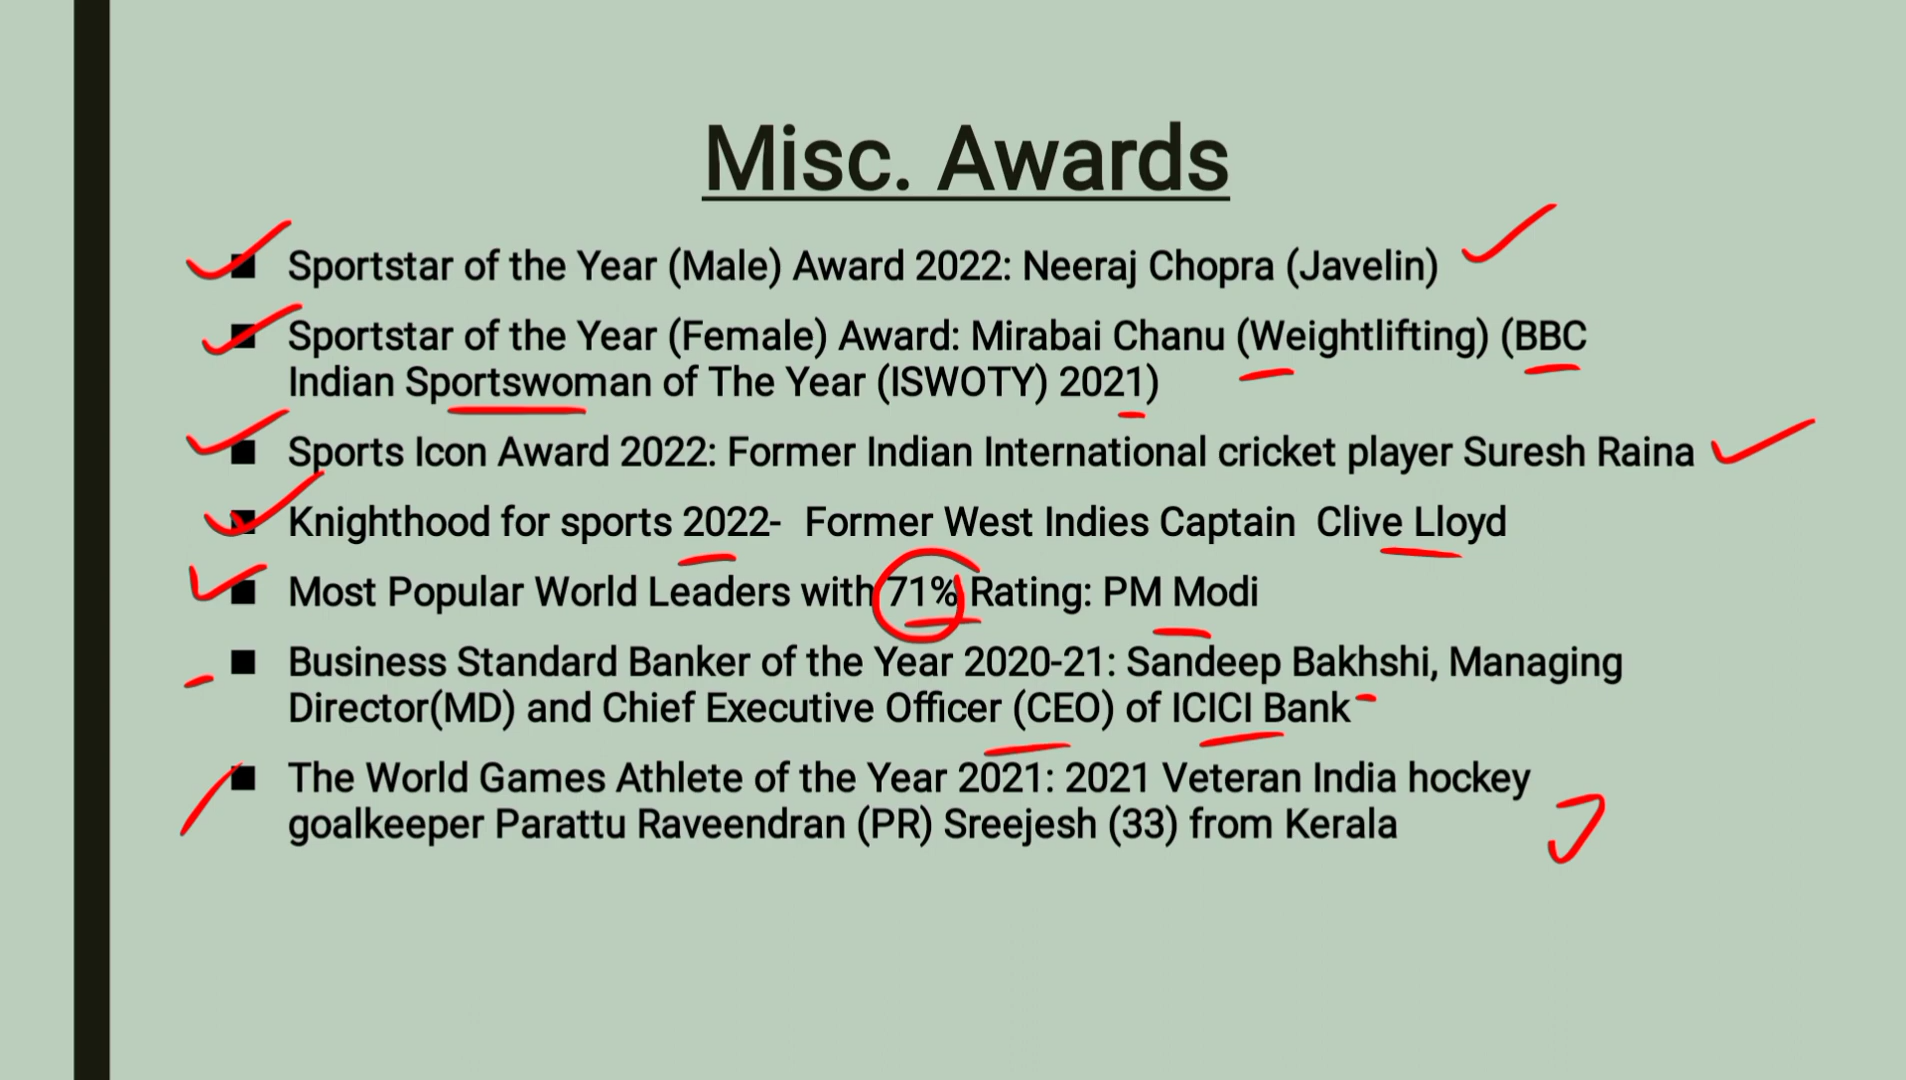 Misc. Awards
Sportstar of the Year (Male) Award 2022: Neeraj Chopra (Javelin)
Sportstar of the Year (Female) Award: Mirabai Chanu (Weightlifting) (BBC
Indian Sportswoman of The Year (ISWOTY) 2021)
Sports Icon Award 2022: Former Indian International cricket player Suresh Raina
Knighthood for sports 2022- Former West Indies Captain Clive Lloyd
Most Popular World Leaders with 71% Rating: PM Modi
Business Standard Banker of the Year 2020-21: Sandeep Bakhshi, Managing
Director(MD) and Chief Executive Officer (CEO) of ICICI Bank
The World Games Athlete of the Year 2021: 2021 Veteran India hockey
goalkeeper Parattu Raveendran (PR) Sreejesh (33) from Kerala